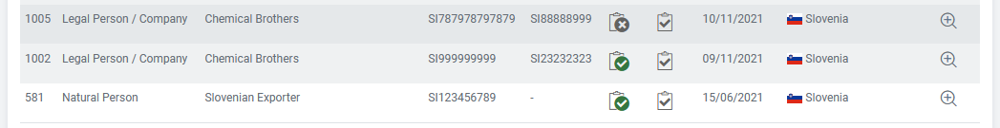 1005 Legal Person / Company Chemical Brothers SI787978797879 SI88888999 10/11/2021 Slovenia
1002 Legal Person / Company Chemical Brothers SI999999999 SI23232323 09/11/2021 Slovenia
581 Natural Person Slovenian Exporter SI123456789 - 15/06/2021 Slovenia